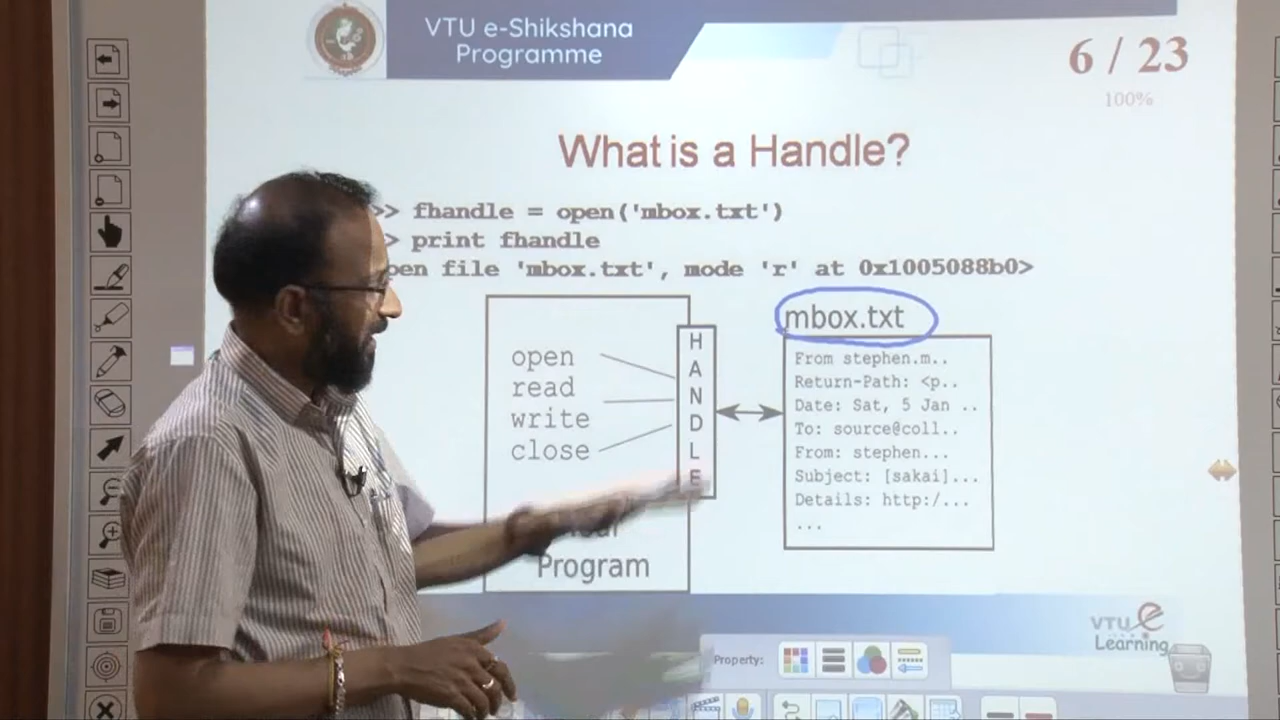 VTU e-Shikshana
Programme
6 / 23
100%
What is a Handle?
>> fhandle = open('mbox.txt')
> print fhandle
pen file 'mbox.txt', mode 'r' at 0x1005088b0>
open
read
write
close
HANDLE
Program
mbox.txt
From stephen.m..
Return-Path: <p..
Date: Sat, 5 Jan ..
To: source@coll..
From: stephen...
Subject: [sakai]...
Details: http:/...
...
VTU e
Learning
Property: